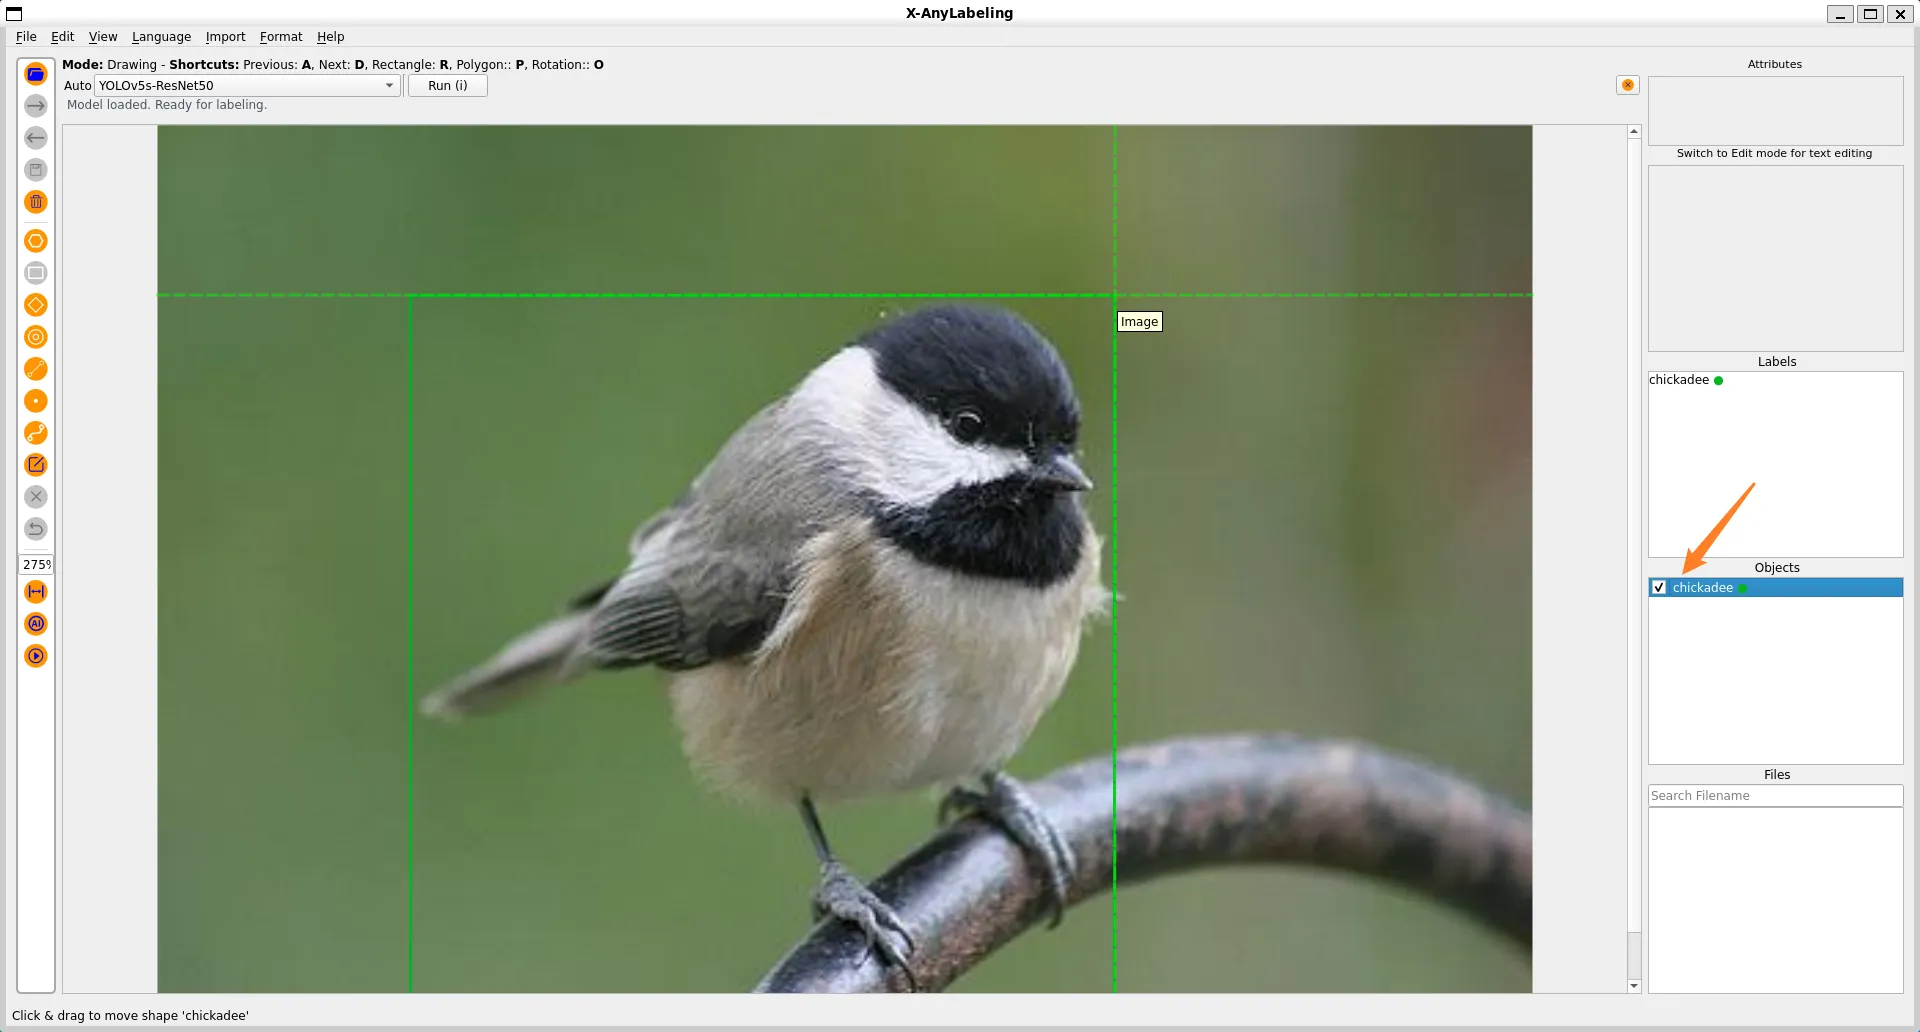 X-AnyLabeling
File Edit View Language Import Format Help
Mode: Drawing - Shortcuts: Previous: A, Next: D, Rectangle: R, Polygon:: P, Rotation:: O
Auto YOLOv5s-ResNet50 Run (i)
Model loaded. Ready for labeling.
Attributes
Switch to Edit mode for text editing
Image
Labels
chickadee
Objects
chickadee
AI
275%
Files
Search Filename
Click & drag to move shape 'chickadee'